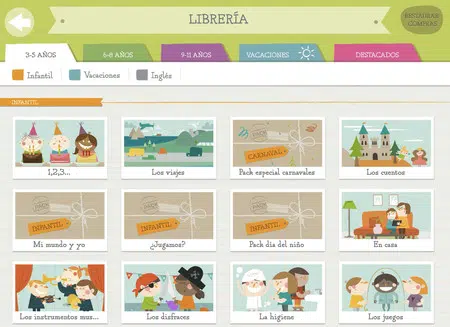 LIBRERÍA
RESTAURAR
COMPRAS
3-5 AÑOS
6-8 AÑOS
9-11 AÑOS
VACACIONES
DESTACADOS
Infantil
Vacaciones
Inglés
INFANTIL
1,2,3...
Los viajes
CARNAVAL
Pack especial carnavales
Los cuentos
INFANTIL
Mi mundo y yo
INFANTIL
¿Jugamos?
INFANTIL
Pack día del niño
En casa
Los instrumentos mus...
Los disfraces
La higiene
Los juegos